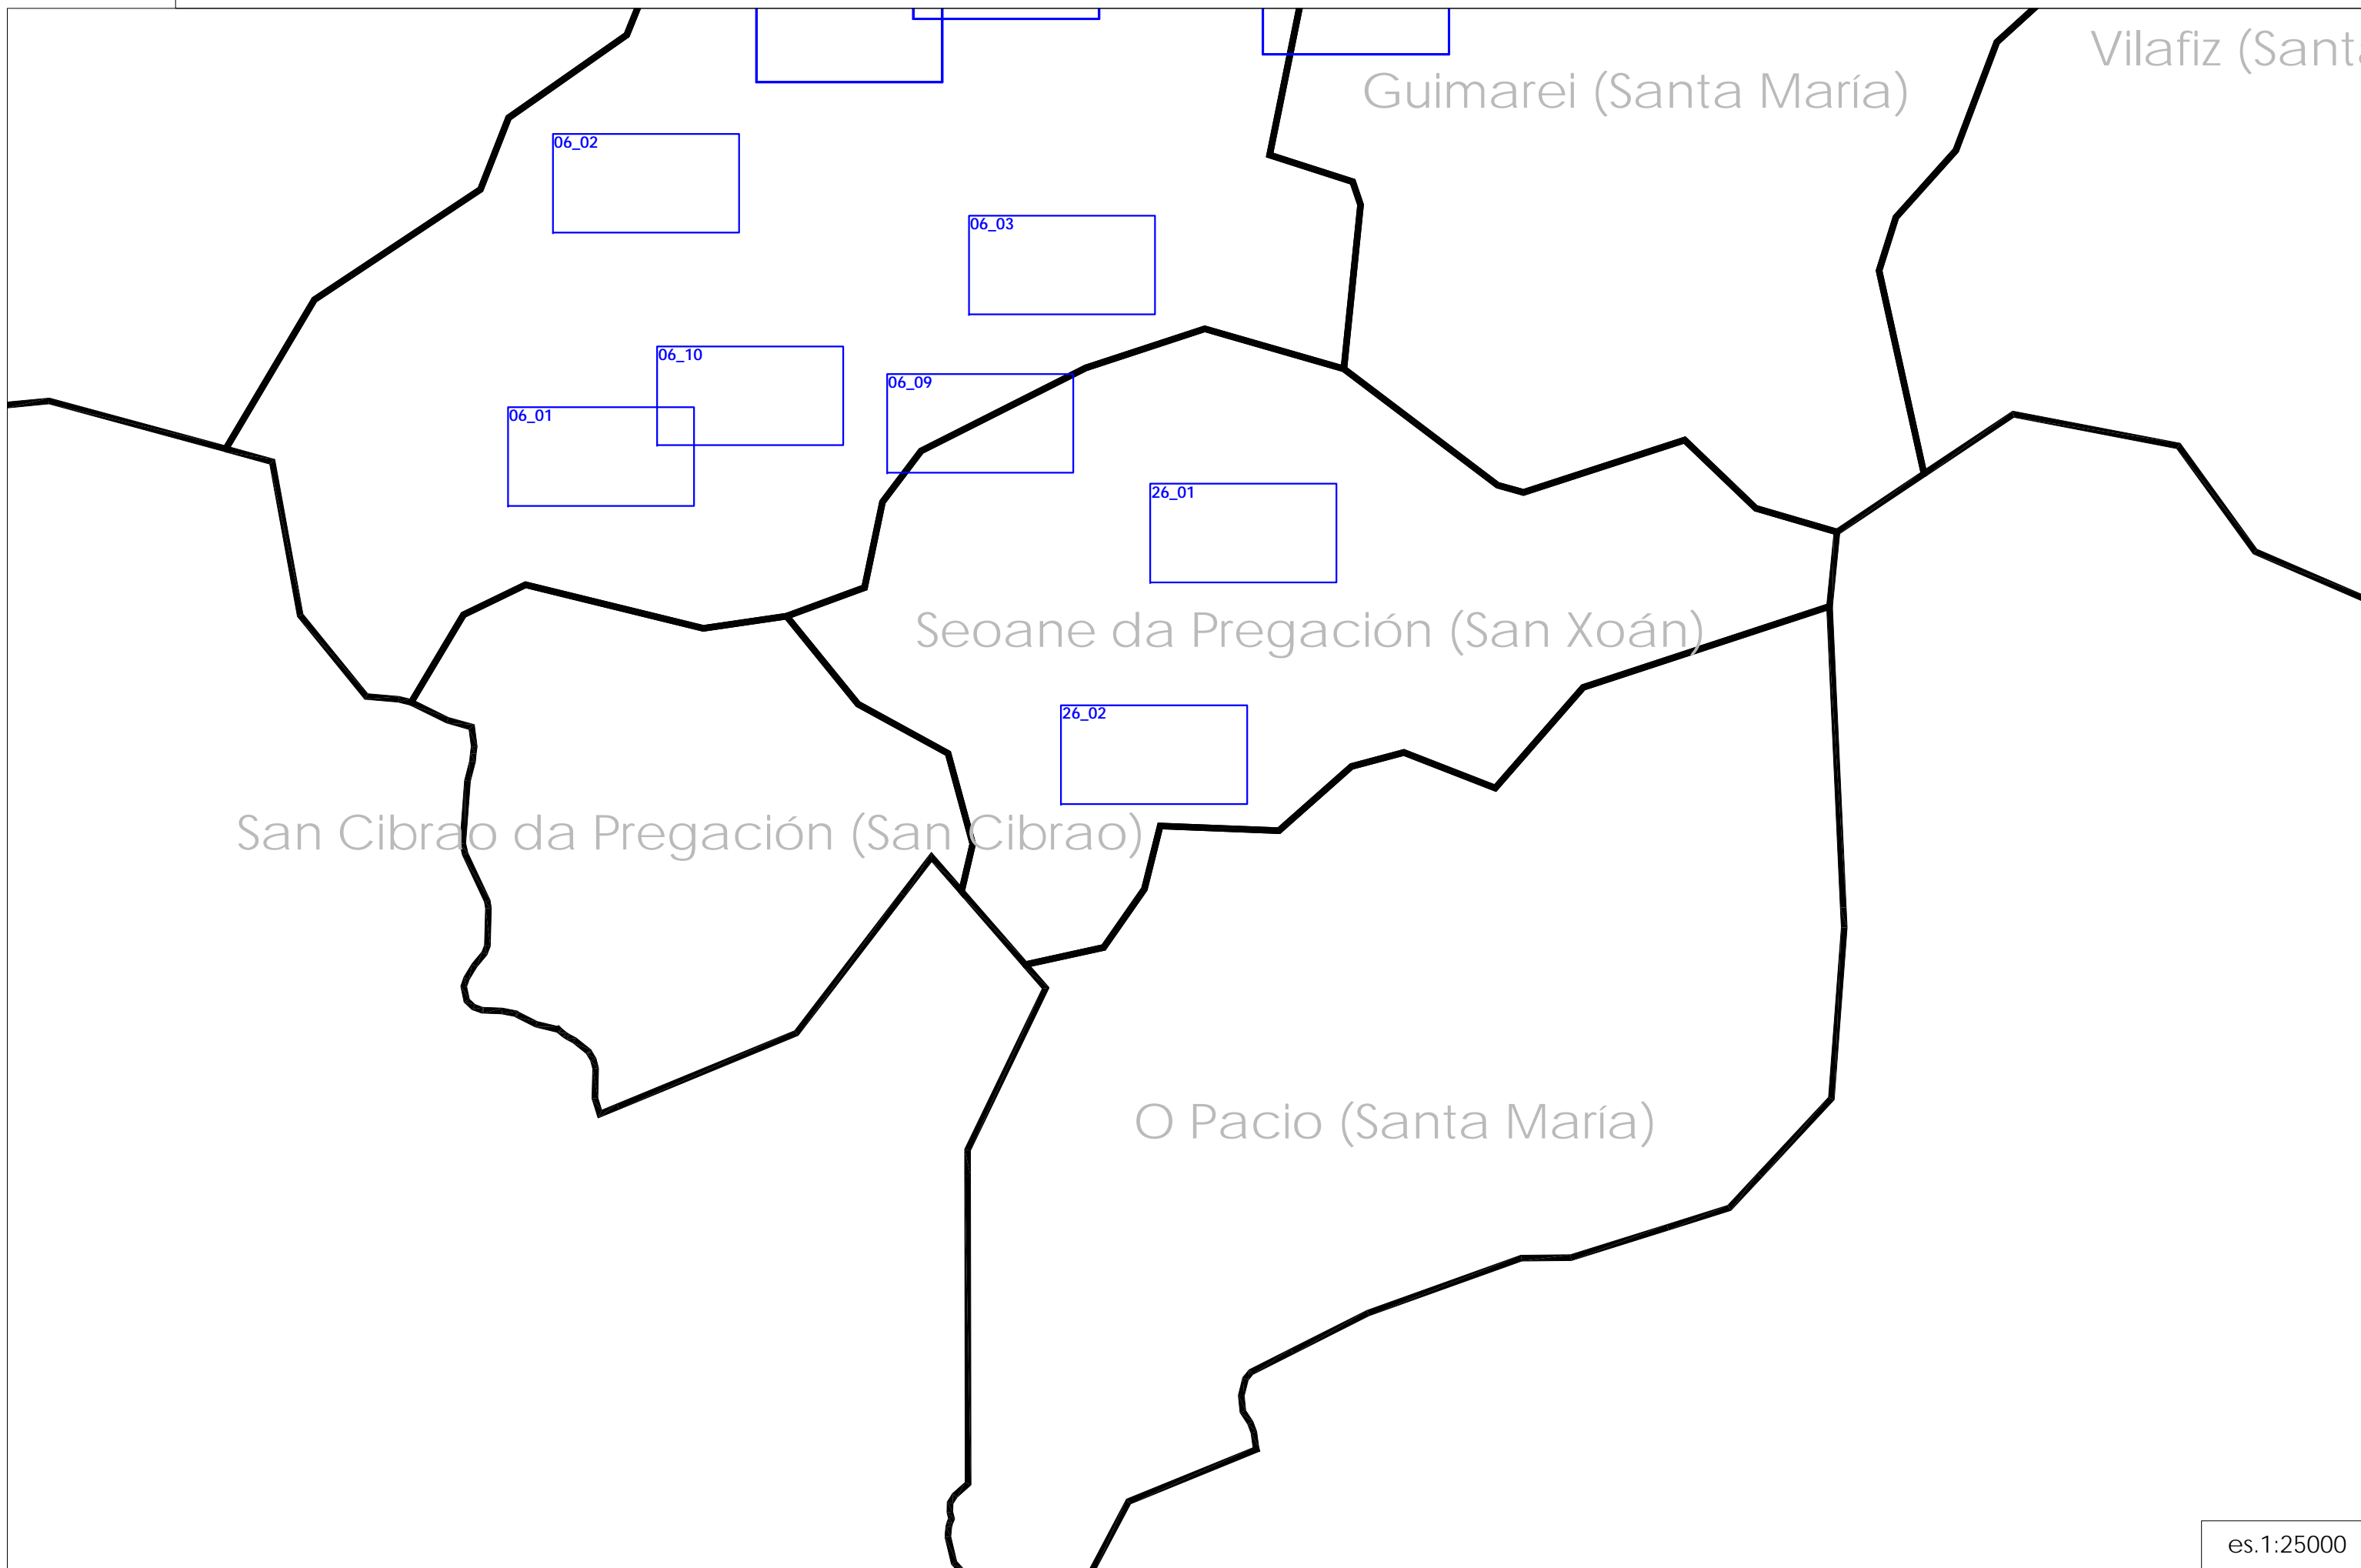 Vilafiz (Santa
Guimarei (Santa María)
06_02
06_03
06_10
06_09
06_01
26_01
Seoane da Pregación (San Xoán)
26_02
San Cibrao da Pregación (San Cibrao)
O Pacio (Santa María)
es.1:25000